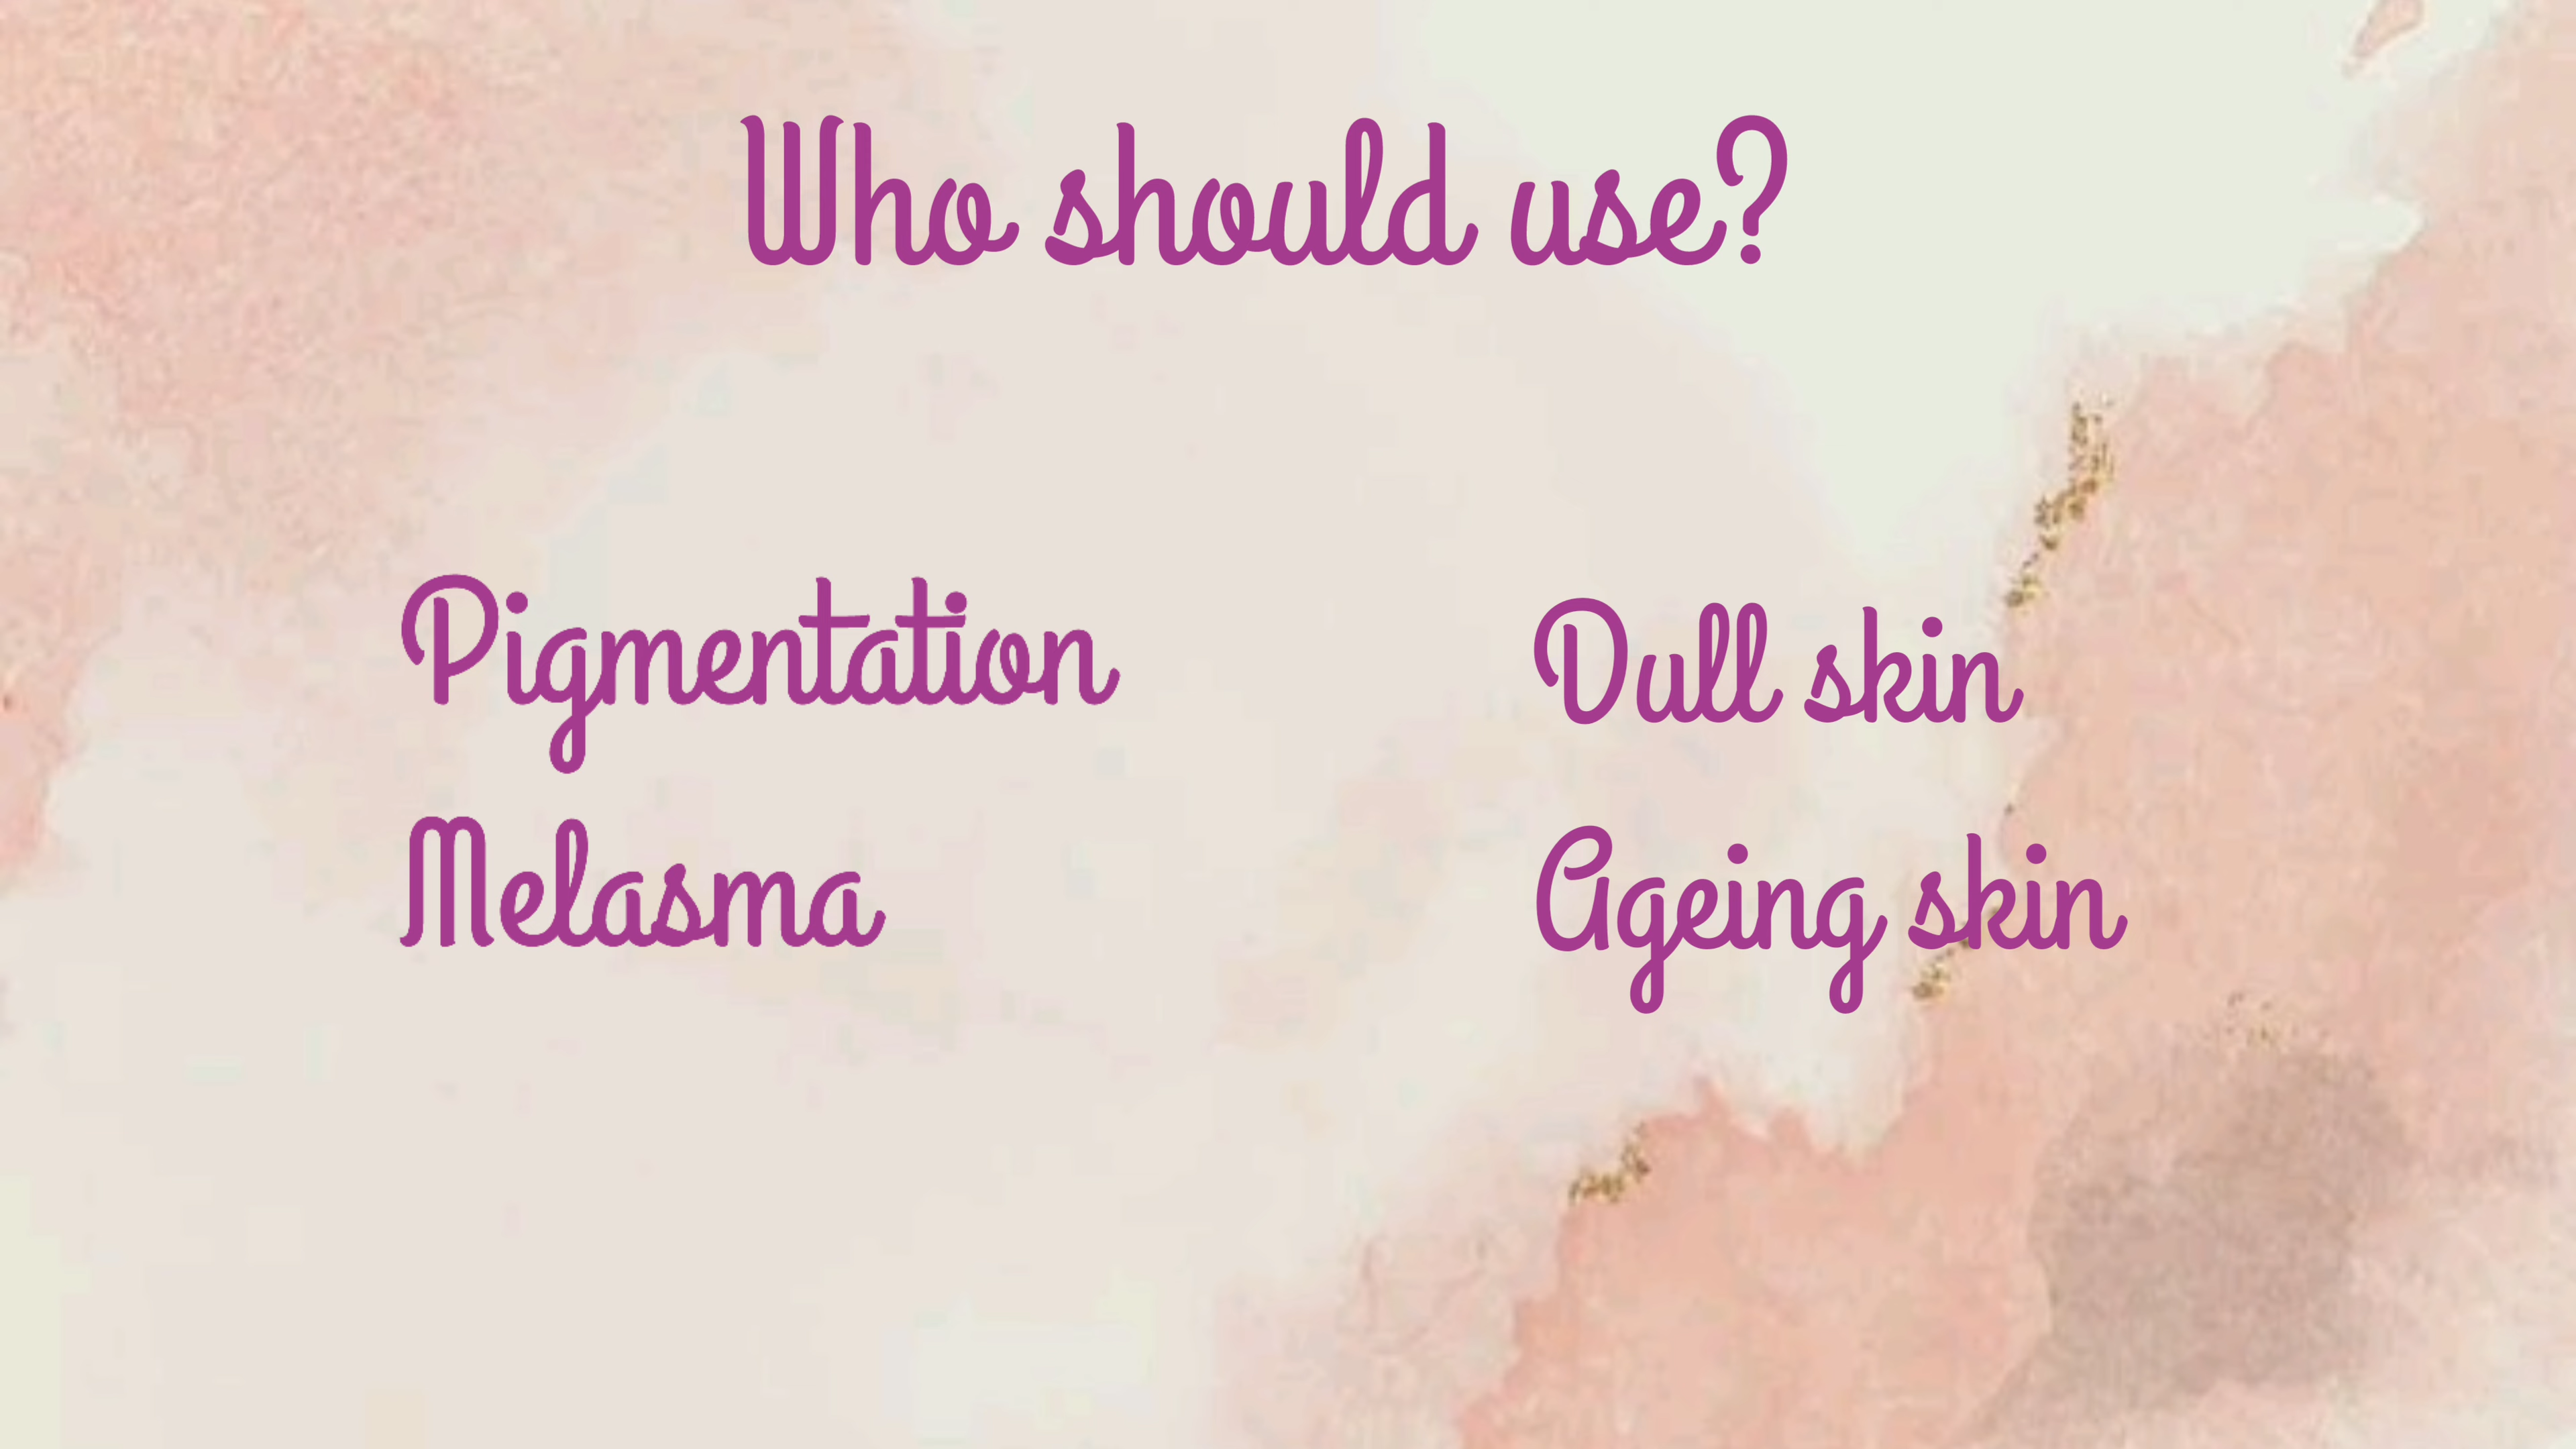 Who should use?
Pigmentation
Melasma
Dull skin
Ageing skin